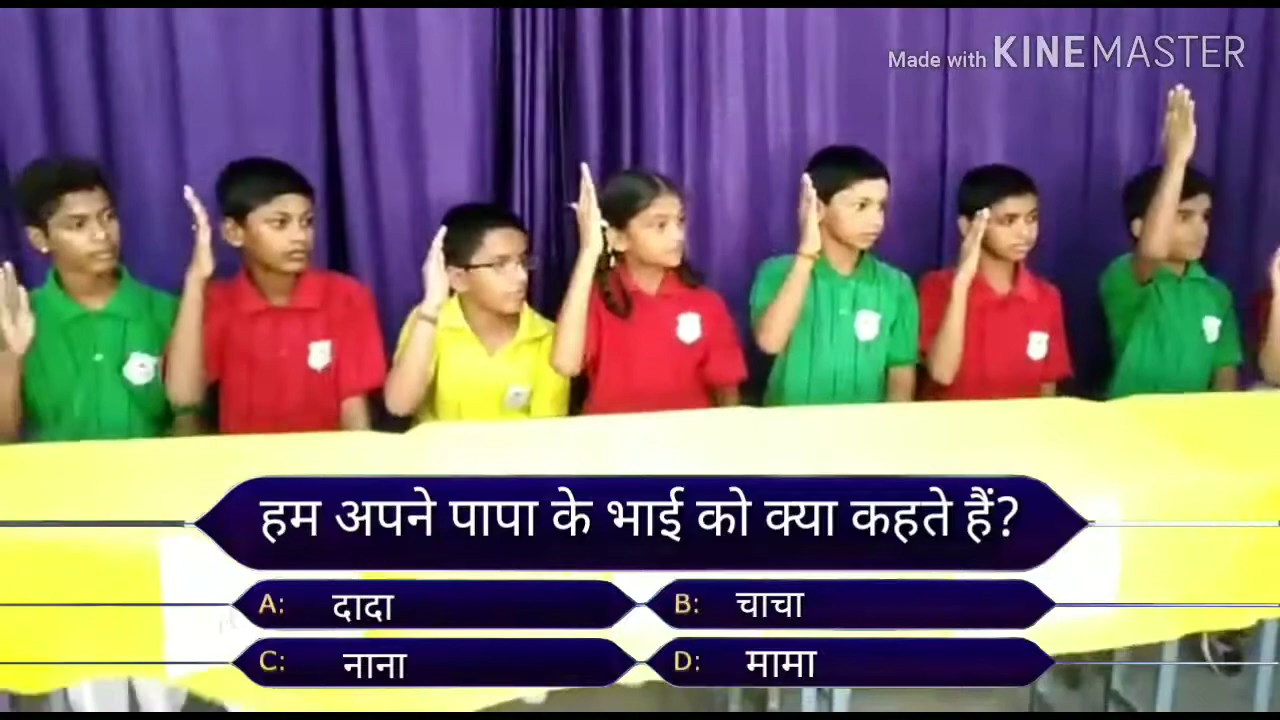 Made with KINEMASTER
हम अपने पापा के भाई को क्या कहते हैं?
A: दादा
B: चाचा
C: नाना
D: मामा